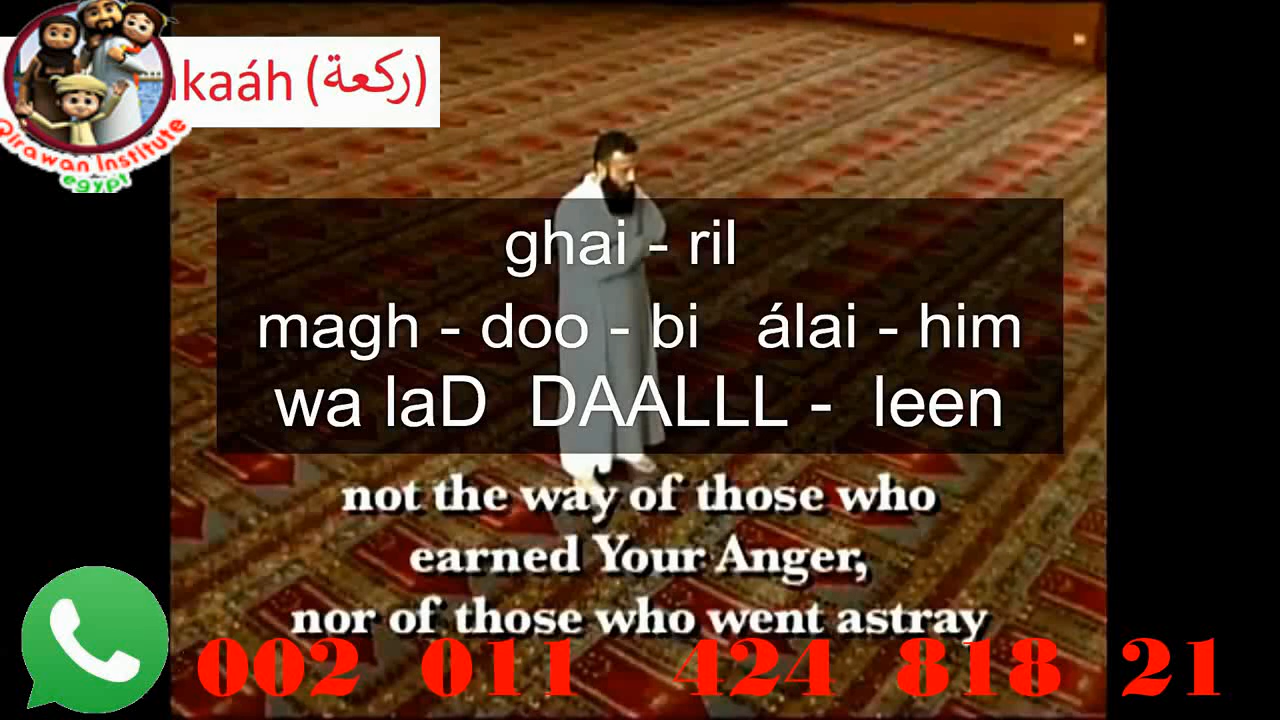 kaáh (ركعة)
Qirawan Institute
egypt
ghai - ril
magh - doo - bi álai - him
wa laD DAALLL - leen
not the way of those who
earned Your Anger,
nor of those who went astray
002 011 424 818 21